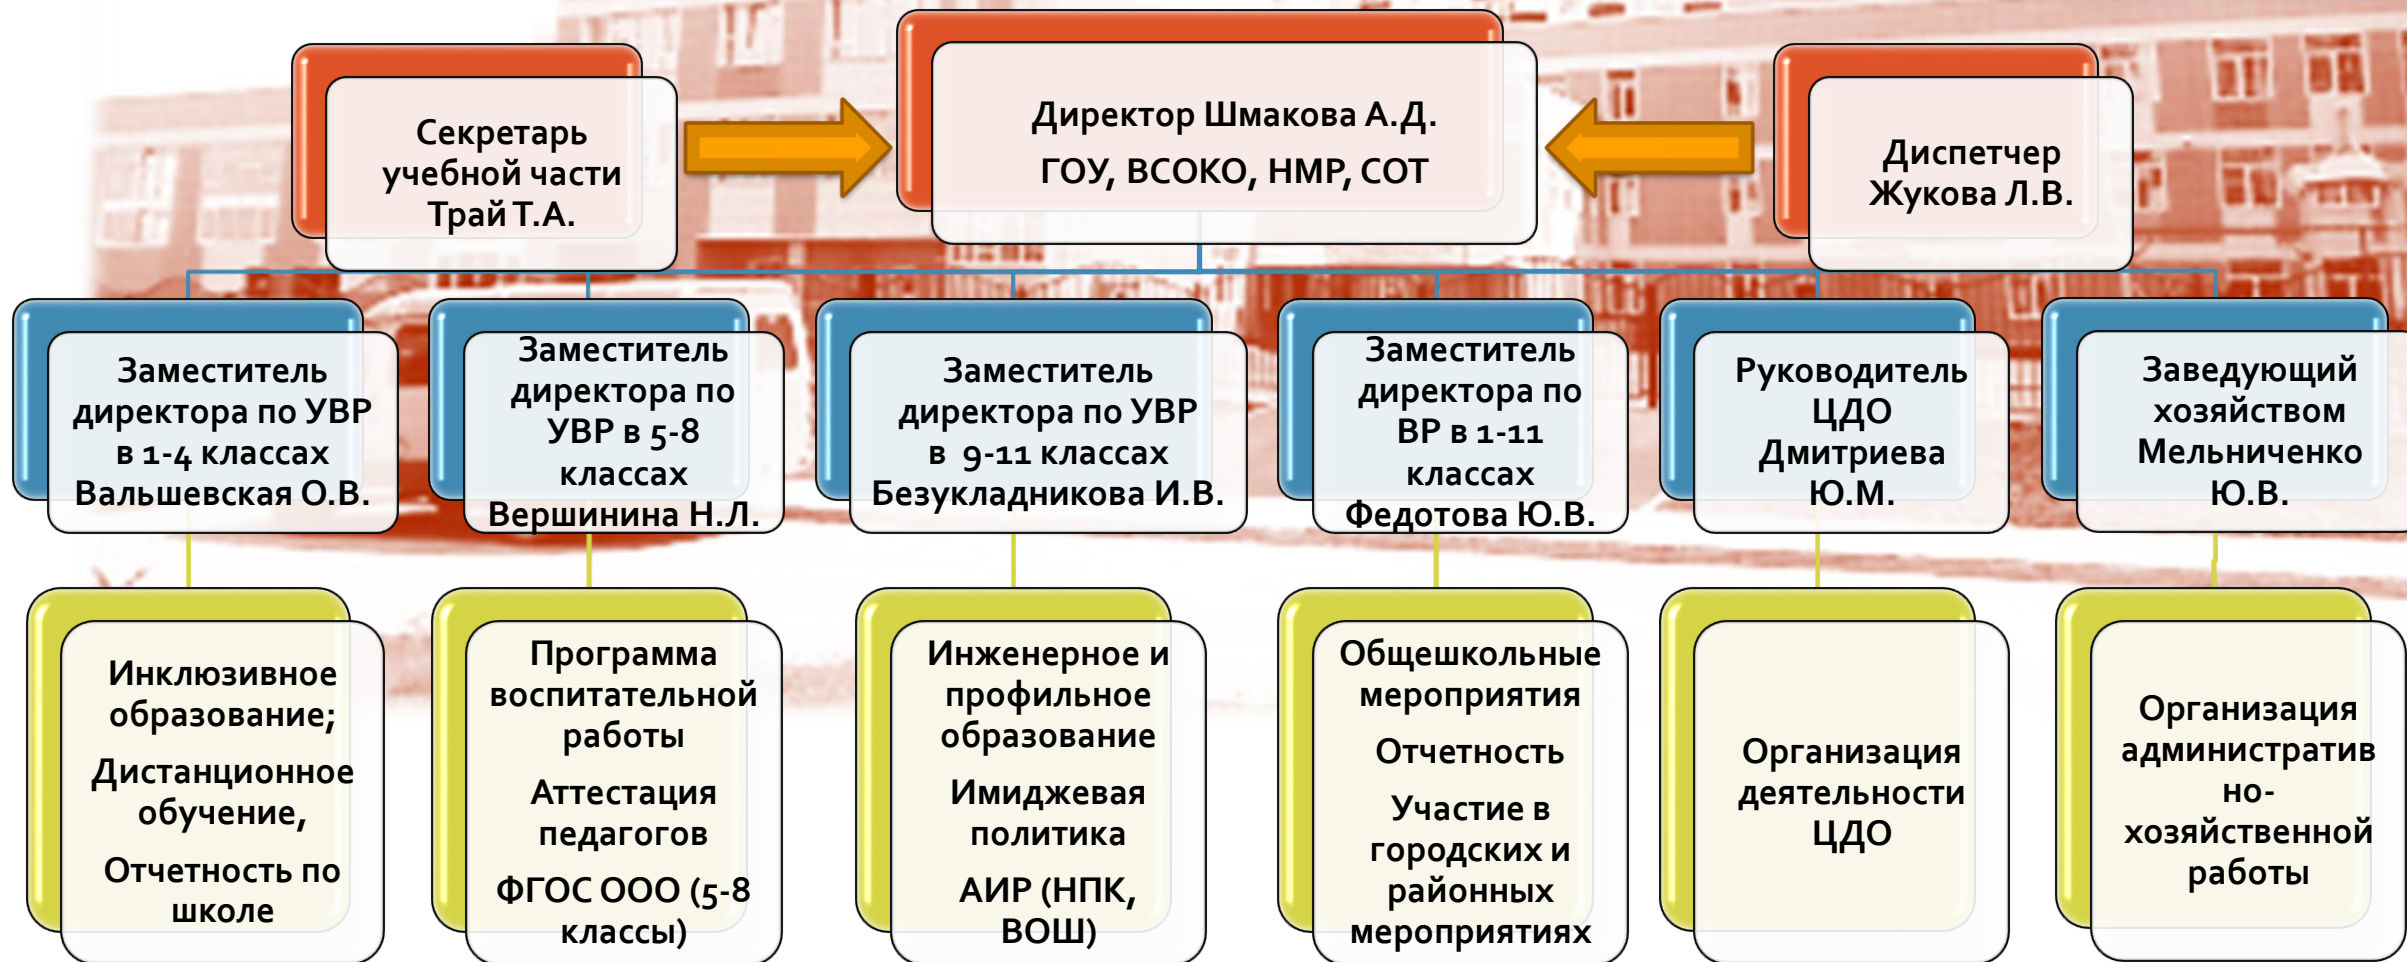 Секретарь
учебной части
Трай Т.А.
Директор Шмакова А.Д.
ГОУ, ВСОКО, НМР, СОТ
Диспетчер
Жукова Л.В.
Заместитель
директора по УВР
в 1-4 классах
Вальшевская О.В.
Заместитель
директора по
УВР в 5-8
классах
Вершинина Н.Л.
Заместитель
директора по УВР
в 9-11 классах
Безукладникова И.В.
Заместитель
директора по
ВР в 1-11
классах
Федотова Ю.В.
Руководитель
ЦДО
Дмитриева
Ю.М.
Заведующий
хозяйством
Мельниченко
Ю.В.
Инклюзивное
образование;
Дистанционное
обучение,
Отчетность по
школе
Программа
воспитательной
работы
Аттестация
педагогов
ФГОС ООО (5-8
классы)
Инженерное и
профильное
образование
Имиджевая
политика
АИР (НПК,
ВОШ)
Общешкольные
мероприятия
Отчетность
Участие в
городских и
районных
мероприятиях
Организация
деятельности
ЦДО
Организация
административ
но-
хозяйственной
работы